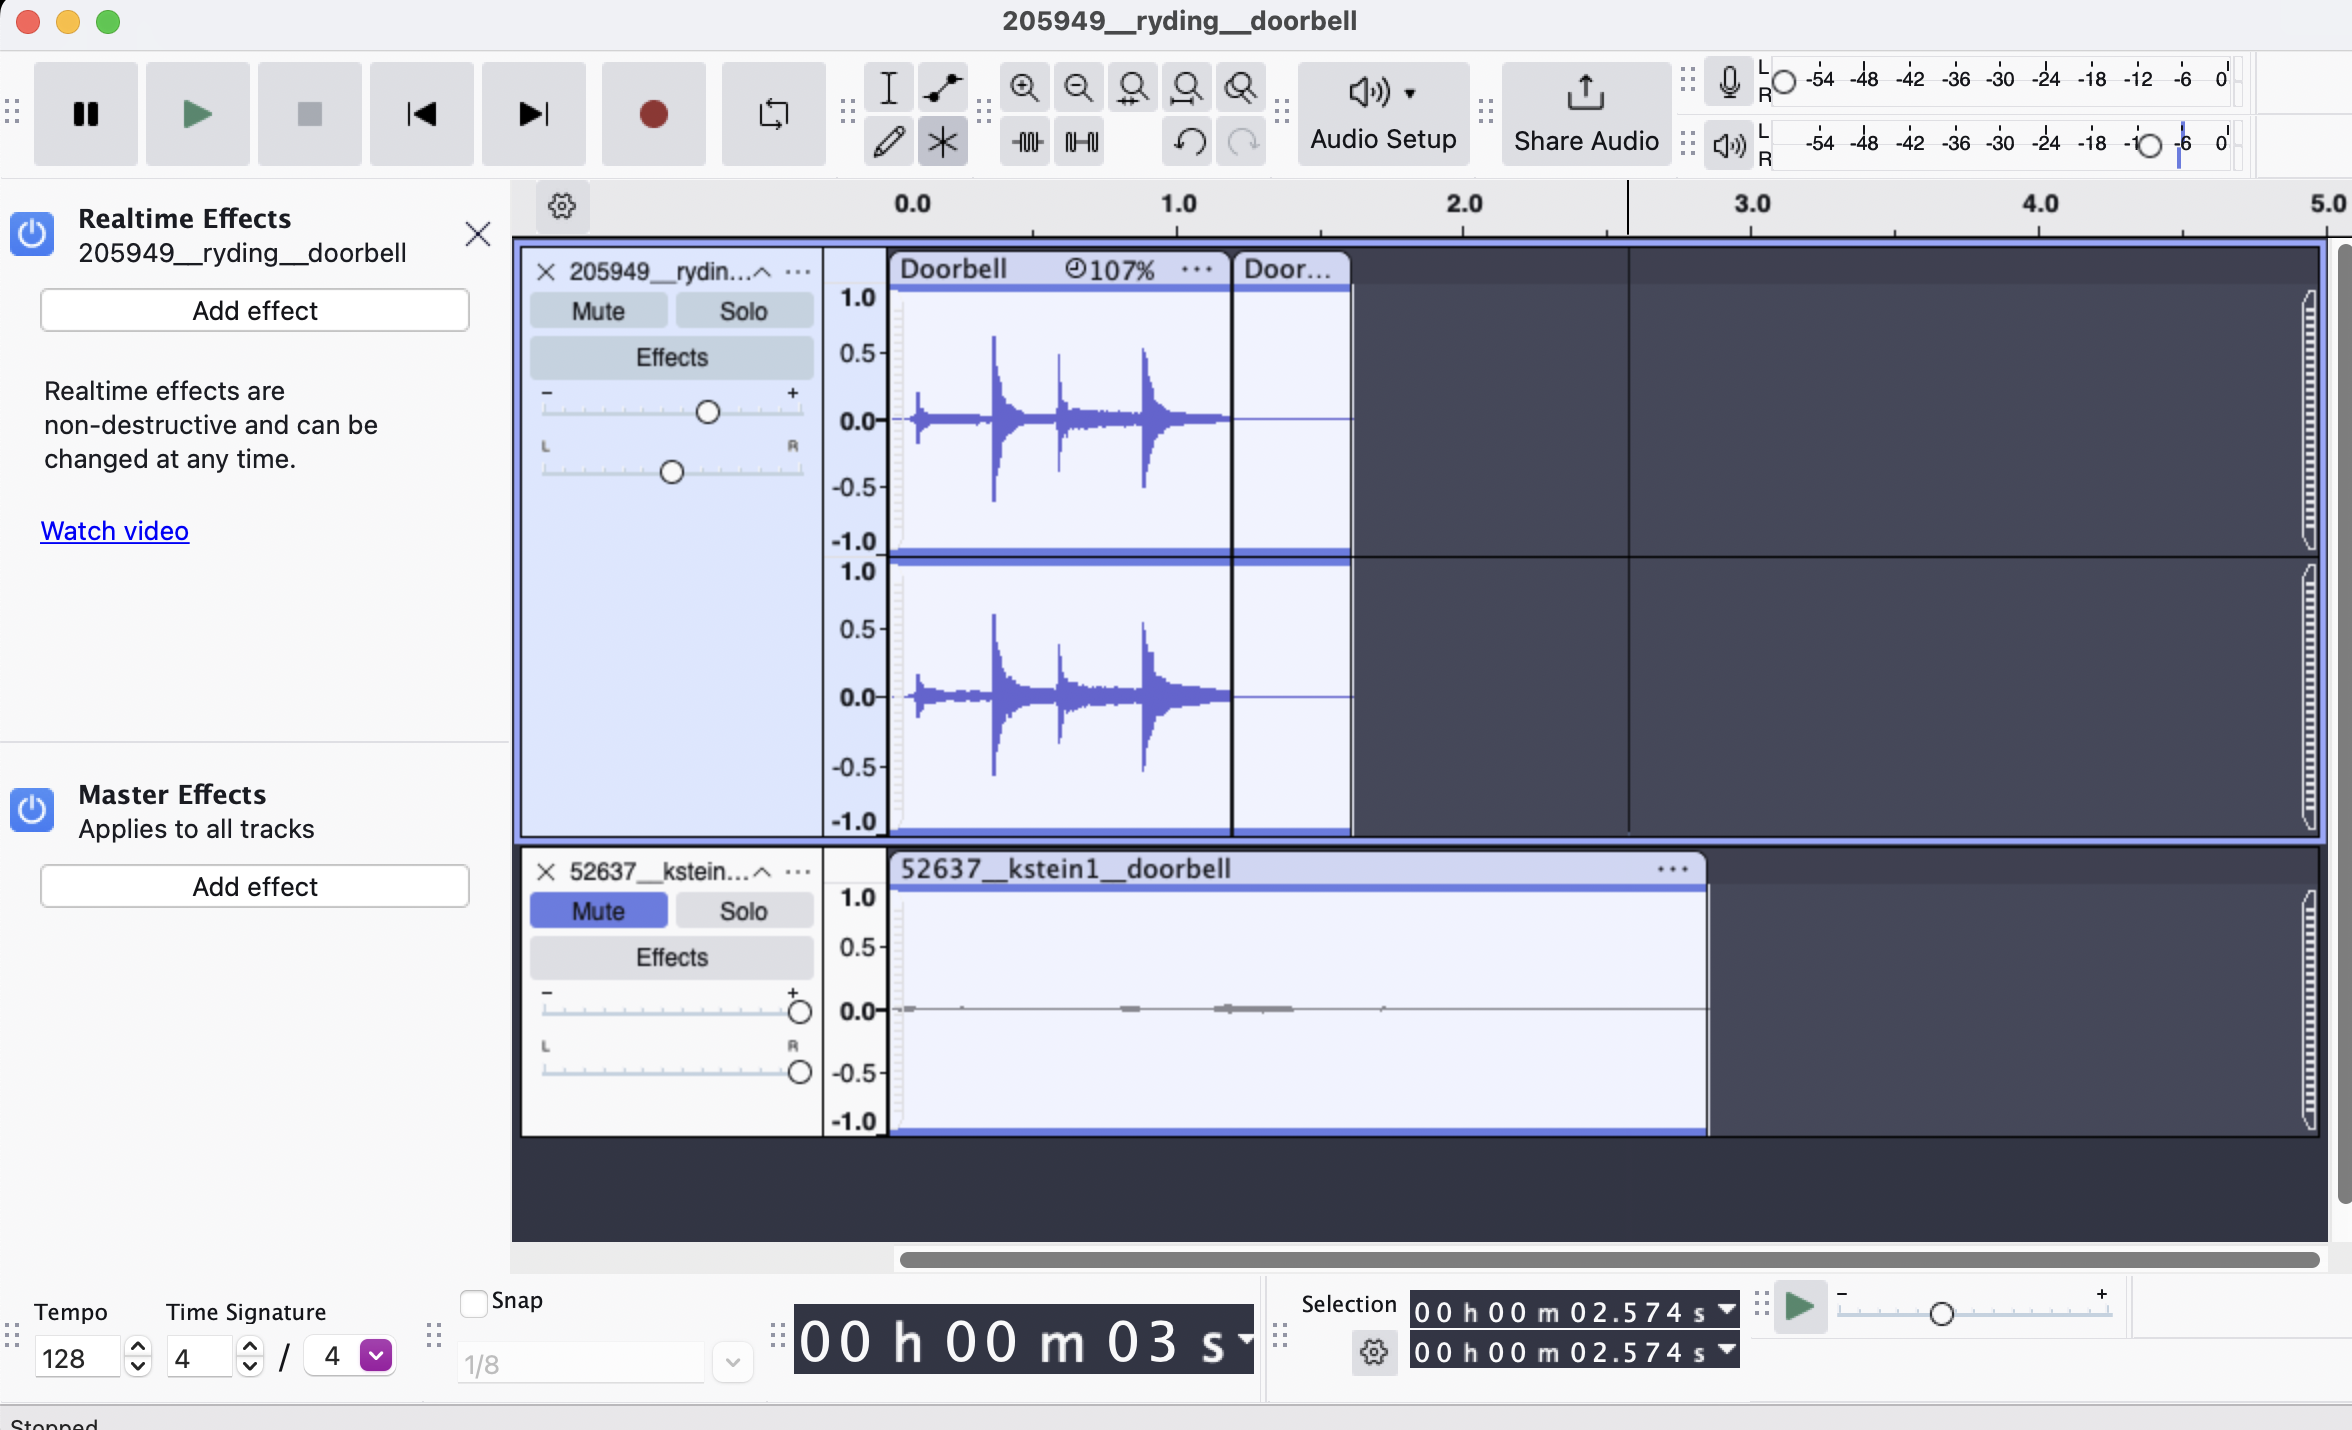 205949__ryding__doorbell
Audio Setup
Share Audio
L
R
-54 -48 -42 -36 -30 -24 -18 -12 -6 0
L
R
-54 -48 -42 -36 -30 -24 -18 -1 -6 0
Realtime Effects
205949__ryding__doorbell
Add effect
Realtime effects are
non-destructive and can be
changed at any time.
Watch video
Master Effects
Applies to all tracks
Add effect
0.0 1.0 2.0 3.0 4.0 5.0
205949__rydin...
Mute Solo
Effects
- +
L R
Doorbell 107% ...
Door...
1.0
0.5
0.0
-0.5
-1.0
1.0
0.5
0.0
-0.5
-1.0
52637__kstein...
Mute Solo
Effects
- +
L R
52637__kstein1__doorbell ...
1.0
0.5
0.0
-0.5
-1.0
Tempo
128
Time Signature
4 / 4
Snap
1/8
00 h 00 m 03 s
Selection
00 h 00 m 02.574 s
00 h 00 m 02.574 s
- +
Stopped